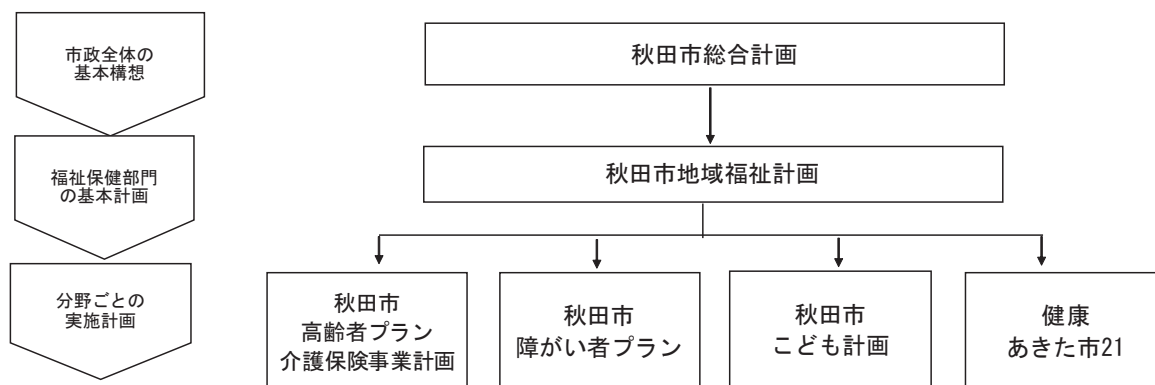 市政全体の
基本構想
秋田市総合計画
福祉保健部門
の基本計画
秋田市地域福祉計画
分野ごとの
実施計画
秋田市
高齢者プラン
介護保険事業計画
秋田市
障がい者プラン
秋田市
こども計画
健康
あきた市21